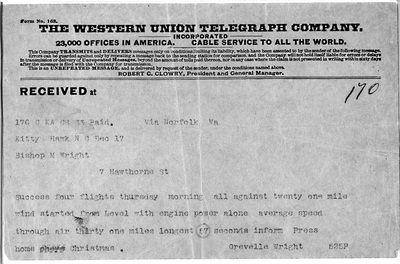 Form No. 168.
THE WESTERN UNION TELEGRAPH COMPANY.
INCORPORATED
23,000 OFFICES IN AMERICA. CABLE SERVICE TO ALL THE WORLD.
This Company TRANSMITS and DELIVERS messages only on conditions limiting its liability, which have been assented to by the sender of the following message.
Errors can be guarded against only by repeating a message back to the sending station for comparison, and the Company will not hold itself liable for errors or delays
in transmission or delivery of Unrepeated Messages, beyond the amount of tolls paid thereon, nor in any case where the claim is not presented in writing within sixty days
after the message is filed with the Company for transmission.
This is an UNREPEATED MESSAGE, and is delivered by request of the sender, under the conditions named above.
ROBERT C. CLOWRY, President and General Manager.
RECEIVED at
170
176 C KA CS 33 Paid. Via Norfolk Va
Kitty Hawk N C Dec 17
Bishop M Wright
7 Hawthorne St
Success four flights thursday morning all against twenty one mile
wind started from Level with engine power alone average speed
through air thirty one miles longest 57 seconds inform Press
home Christmas . Orevelle Wright 525P